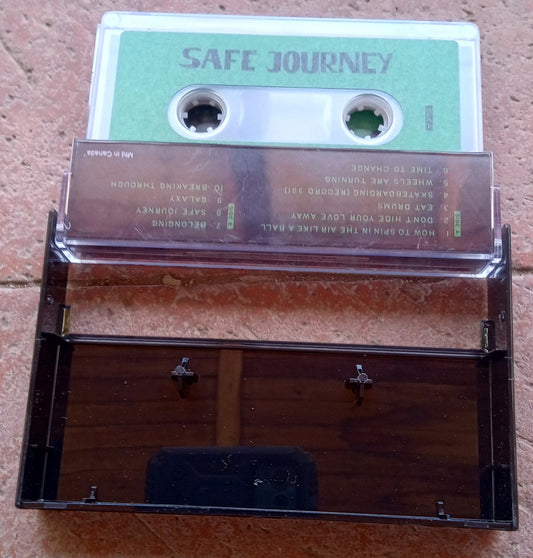 SAFE JOURNEY
Mfd in Canada
SIDE A
1. HOW TO SPIN IN THE AIR LIKE A BALL
2. DON'T HIDE YOUR LOVE AWAY
3. EAT DRUMS
4. SKATEBOARDING (RECORD 391)
5. WHEELS ARE TURNING
6. TIME TO CHANGE
SIDE B
7. BELONGING
8. SAFE JOURNEY
9. GALAXY
10. BREAKING THROUGH